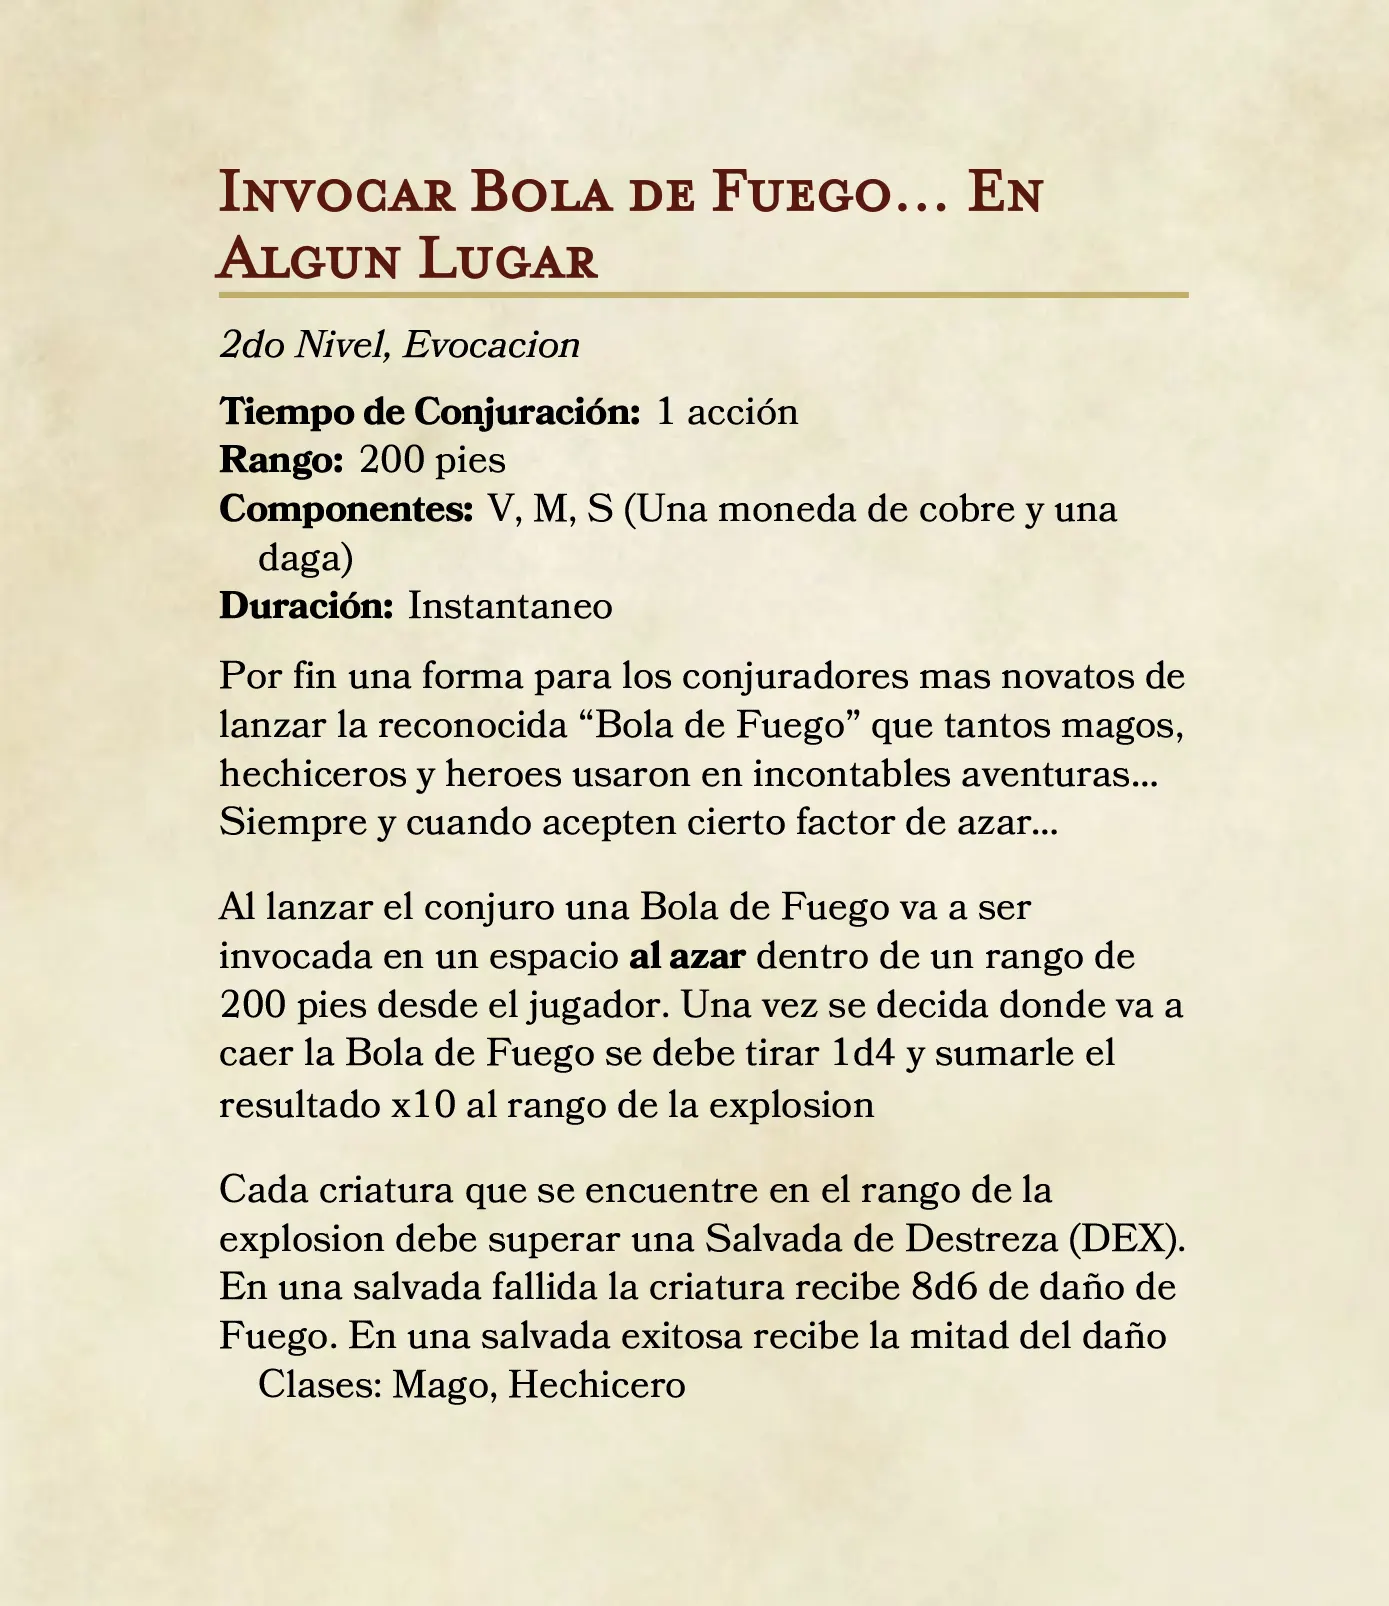 Invocar Bola de Fuego... En
Algun Lugar
2do Nivel, Evocacion
Tiempo de Conjuración: 1 acción
Rango: 200 pies
Componentes: V, M, S (Una moneda de cobre y una
daga)
Duración: Instantaneo
Por fin una forma para los conjuradores mas novatos de
lanzar la reconocida “Bola de Fuego” que tantos magos,
hechiceros y heroes usaron en incontables aventuras...
Siempre y cuando acepten cierto factor de azar...
Al lanzar el conjuro una Bola de Fuego va a ser
invocada en un espacio al azar dentro de un rango de
200 pies desde el jugador. Una vez se decida donde va a
caer la Bola de Fuego se debe tirar 1d4 y sumarle el
resultado x10 al rango de la explosion
Cada criatura que se encuentre en el rango de la
explosion debe superar una Salvada de Destreza (DEX).
En una salvada fallida la criatura recibe 8d6 de daño de
Fuego. En una salvada exitosa recibe la mitad del daño
Clases: Mago, Hechicero